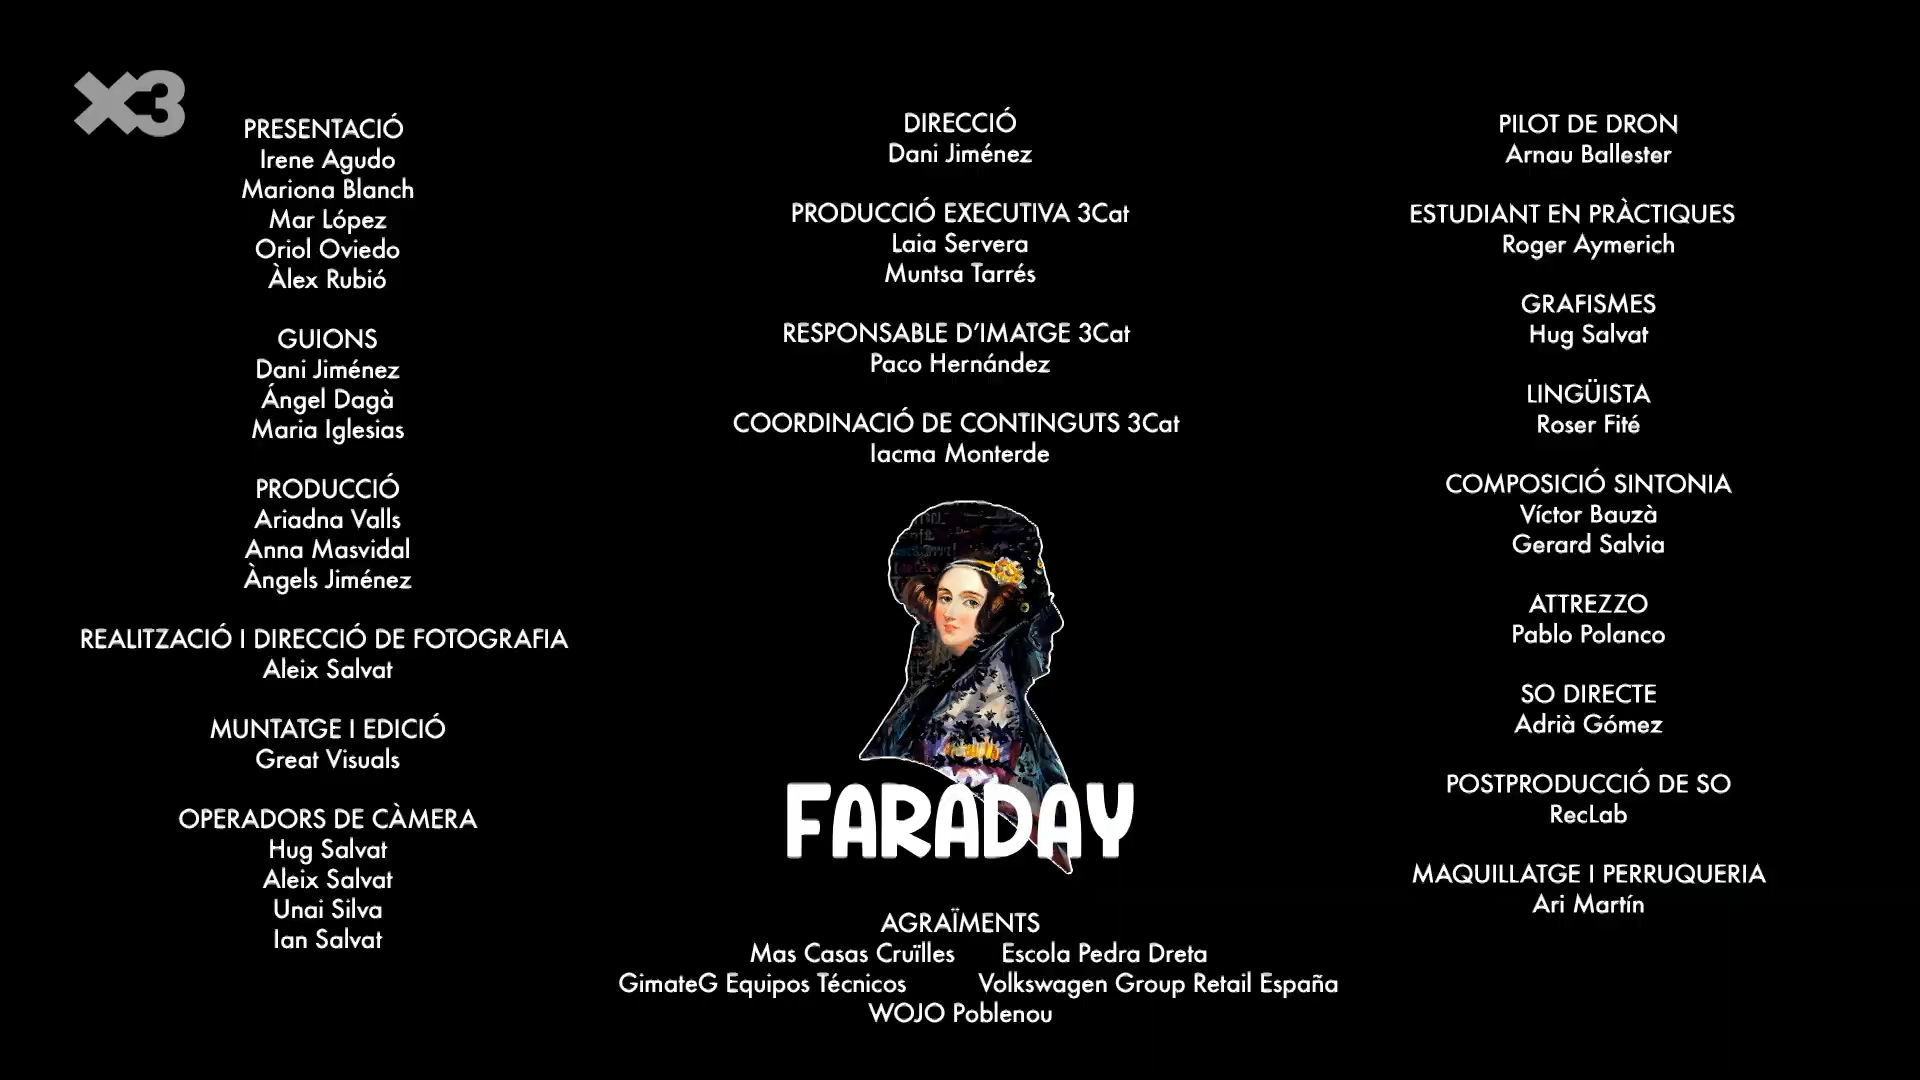 X3
PRESENTACIÓ
Irene Agudo
Mariona Blanch
Mar López
Oriol Oviedo
Àlex Rubió
GUIONS
Dani Jiménez
Ángel Dagà
Maria Iglesias
PRODUCCIÓ
Ariadna Valls
Anna Masvidal
Àngels Jiménez
REALITZACIÓ I DIRECCIÓ DE FOTOGRAFIA
Aleix Salvat
MUNTATGE I EDICIÓ
Great Visuals
OPERADORS DE CÀMERA
Hug Salvat
Aleix Salvat
Unai Silva
Ian Salvat
DIRECCIÓ
Dani Jiménez
PRODUCCIÓ EXECUTIVA 3Cat
Laia Servera
Muntsa Tarrés
RESPONSABLE D'IMATGE 3Cat
Paco Hernández
COORDINACIÓ DE CONTINGUTS 3Cat
Iacma Monterde
FARADAY
AGRAÏMENTS
Mas Casas Cruïlles Escola Pedra Dreta
GimateG Equipos Técnicos Volkswagen Group Retail España
WOJO Poblenou
PILOT DE DRON
Arnau Ballester
ESTUDIANT EN PRÀCTIQUES
Roger Aymerich
GRAFISMES
Hug Salvat
LINGÜISTA
Roser Fité
COMPOSICIÓ SINTONIA
Víctor Bauzà
Gerard Salvia
ATTREZZO
Pablo Polanco
SO DIRECTE
Adrià Gómez
POSTPRODUCCIÓ DE SO
RecLab
MAQUILLATGE I PERRUQUERIA
Ari Martín